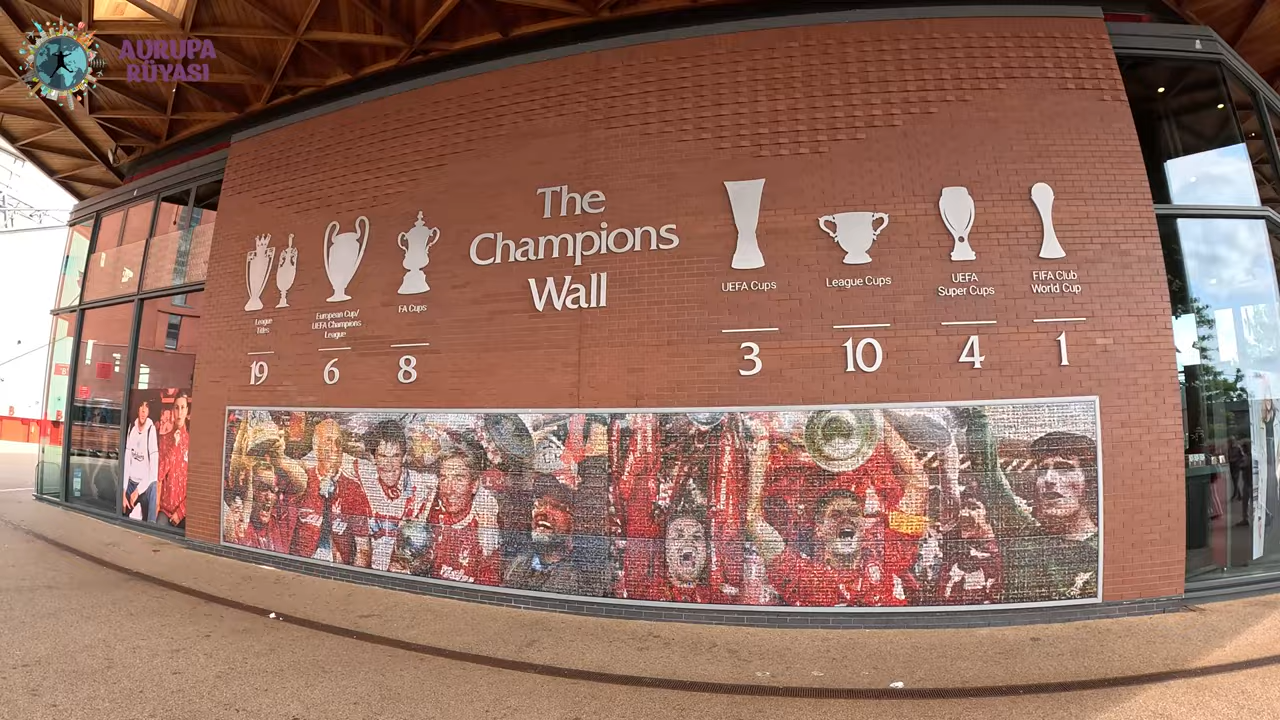 AURUPA
RÜYASI
The
Champions
Wall
League
Titles
19
European Cup/
UEFA Champions
League
6
FA Cups
8
UEFA Cups
3
League Cups
10
UEFA
Super Cups
4
FIFA Club
World Cup
1